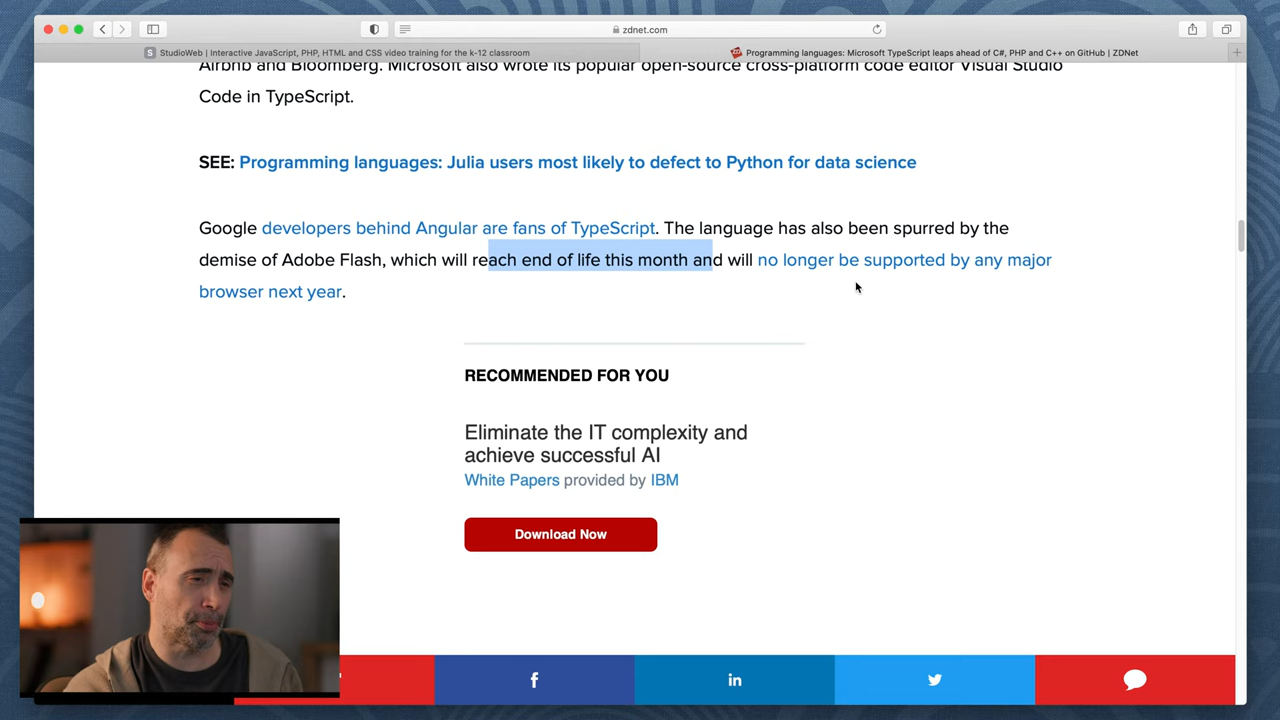 zdnet.com
S StudioWeb | Interactive JavaScript, PHP, HTML and CSS video training for the k-12 classroom
Programming languages: Microsoft TypeScript leaps ahead of C#, PHP and C++ on GitHub | ZDNet
Airbnb and Bloomberg. Microsoft also wrote its popular open-source cross-platform code editor Visual Studio
Code in TypeScript.
SEE: Programming languages: Julia users most likely to defect to Python for data science
Google developers behind Angular are fans of TypeScript. The language has also been spurred by the
demise of Adobe Flash, which will reach end of life this month and will no longer be supported by any major
browser next year.
RECOMMENDED FOR YOU
Eliminate the IT complexity and
achieve successful AI
White Papers provided by IBM
Download Now